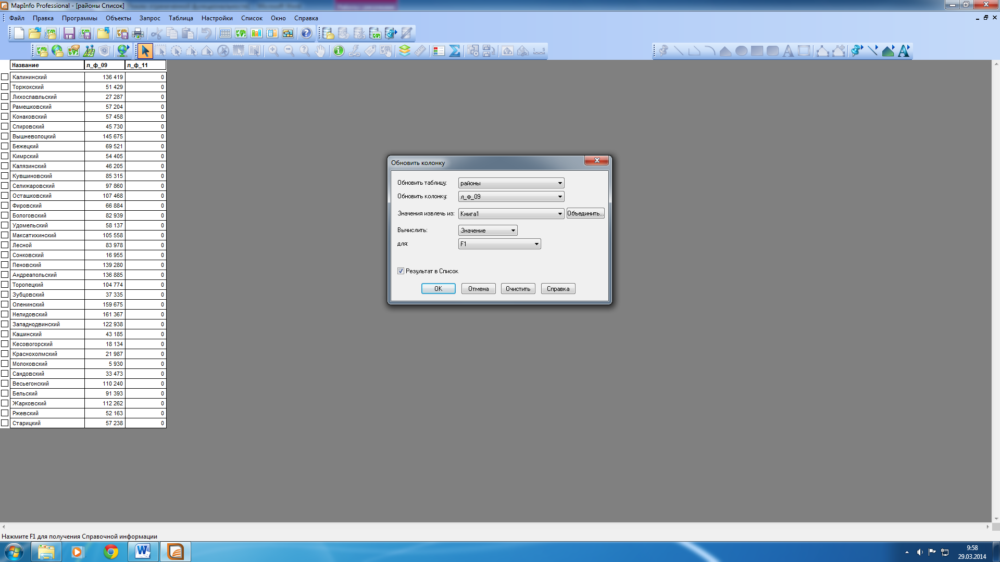 MapInfo Professional - [районы Список]
Файл Правка Программы Объекты Запрос Таблица Настройки Список Окно Справка
Название л_ф_09 л_ф_11
Калининский 136 419 0
Торжокский 51 429 0
Лихославльский 27 287 0
Рамешковский 57 204 0
Конаковский 57 458 0
Спировский 45 730 0
Вышневолоцкий 145 675 0
Бежецкий 69 521 0
Кимрский 54 405 0
Калязинский 46 205 0
Кувшиновский 85 315 0
Селижаровский 97 860 0
Осташковский 107 468 0
Фировский 66 884 0
Бологовский 82 939 0
Удомельский 58 137 0
Максатихинский 105 558 0
Лесной 83 978 0
Сонковский 16 955 0
Пеновский 139 280 0
Андреапольский 136 885 0
Торопецкий 104 774 0
Зубцовский 37 335 0
Оленинский 159 675 0
Нелидовский 161 367 0
Западнодвинский 122 938 0
Кашинский 43 185 0
Кесовогорский 18 134 0
Краснохолмский 21 987 0
Молоковский 5 930 0
Сандовский 33 473 0
Весьегонский 110 240 0
Бельский 91 393 0
Жарковский 112 262 0
Ржевский 52 163 0
Старицкий 57 238 0
Обновить колонку
Обновить таблицу: районы
Обновить колонку: л_ф_09
Значения извлечь из: Книга1 Объединить...
Вычислить: Значение
для: F1
Результат в Список
ОК Отмена Очистить Справка
Нажмите F1 для получения Справочной информации
9:58
29.03.2014